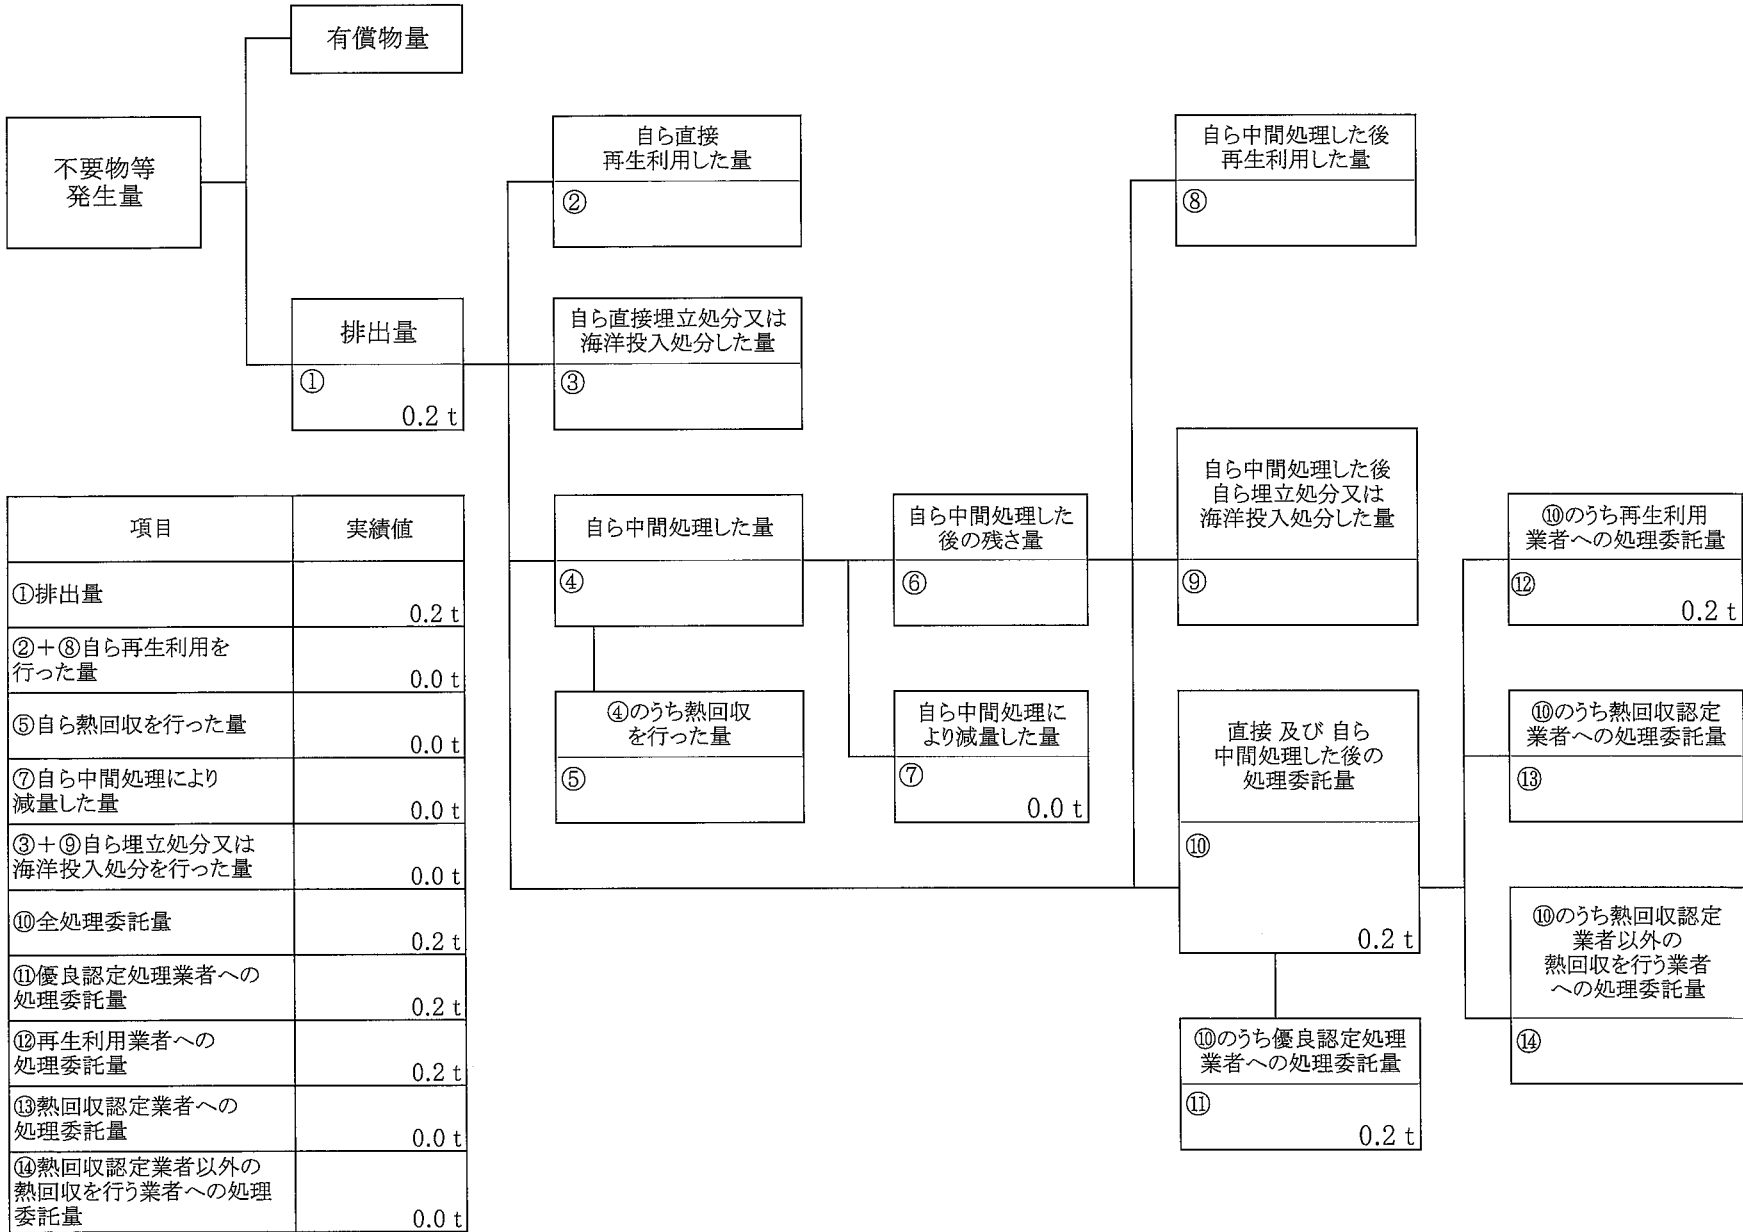 有償物量
不要物等
発生量
自ら直接
再生利用した量
②
自ら中間処理した後
再生利用した量
⑧
排出量
①
0.2 t
自ら直接埋立処分又は
海洋投入処分した量
③
自ら中間処理した量
④
自ら中間処理した
後の残さ量
⑥
自ら中間処理した後
自ら埋立処分又は
海洋投入処分した量
⑨
⑩のうち再生利用
業者への処理委託量
⑫
0.2 t
④のうち熱回収
を行った量
⑤
自ら中間処理に
より減量した量
⑦
0.0 t
直接 及び 自ら
中間処理した後の
処理委託量
⑩
0.2 t
⑩のうち熱回収認定
業者への処理委託量
⑬
⑩のうち熱回収認定
業者以外の
熱回収を行う業者
への処理委託量
⑭
⑩のうち優良認定処理
業者への処理委託量
⑪
0.2 t
項目 実績値
①排出量
0.2 t
②+⑧自ら再生利用を
行った量
0.0 t
⑤自ら熱回収を行った量
0.0 t
⑦自ら中間処理により
減量した量
0.0 t
③+⑨自ら埋立処分又は
海洋投入処分を行った量
0.0 t
⑩全処理委託量
0.2 t
⑪優良認定処理業者への
処理委託量
0.2 t
⑫再生利用業者への
処理委託量
0.2 t
⑬熱回収認定業者への
処理委託量
0.0 t
⑭熱回収認定業者以外の
熱回収を行う業者への処理
委託量
0.0 t